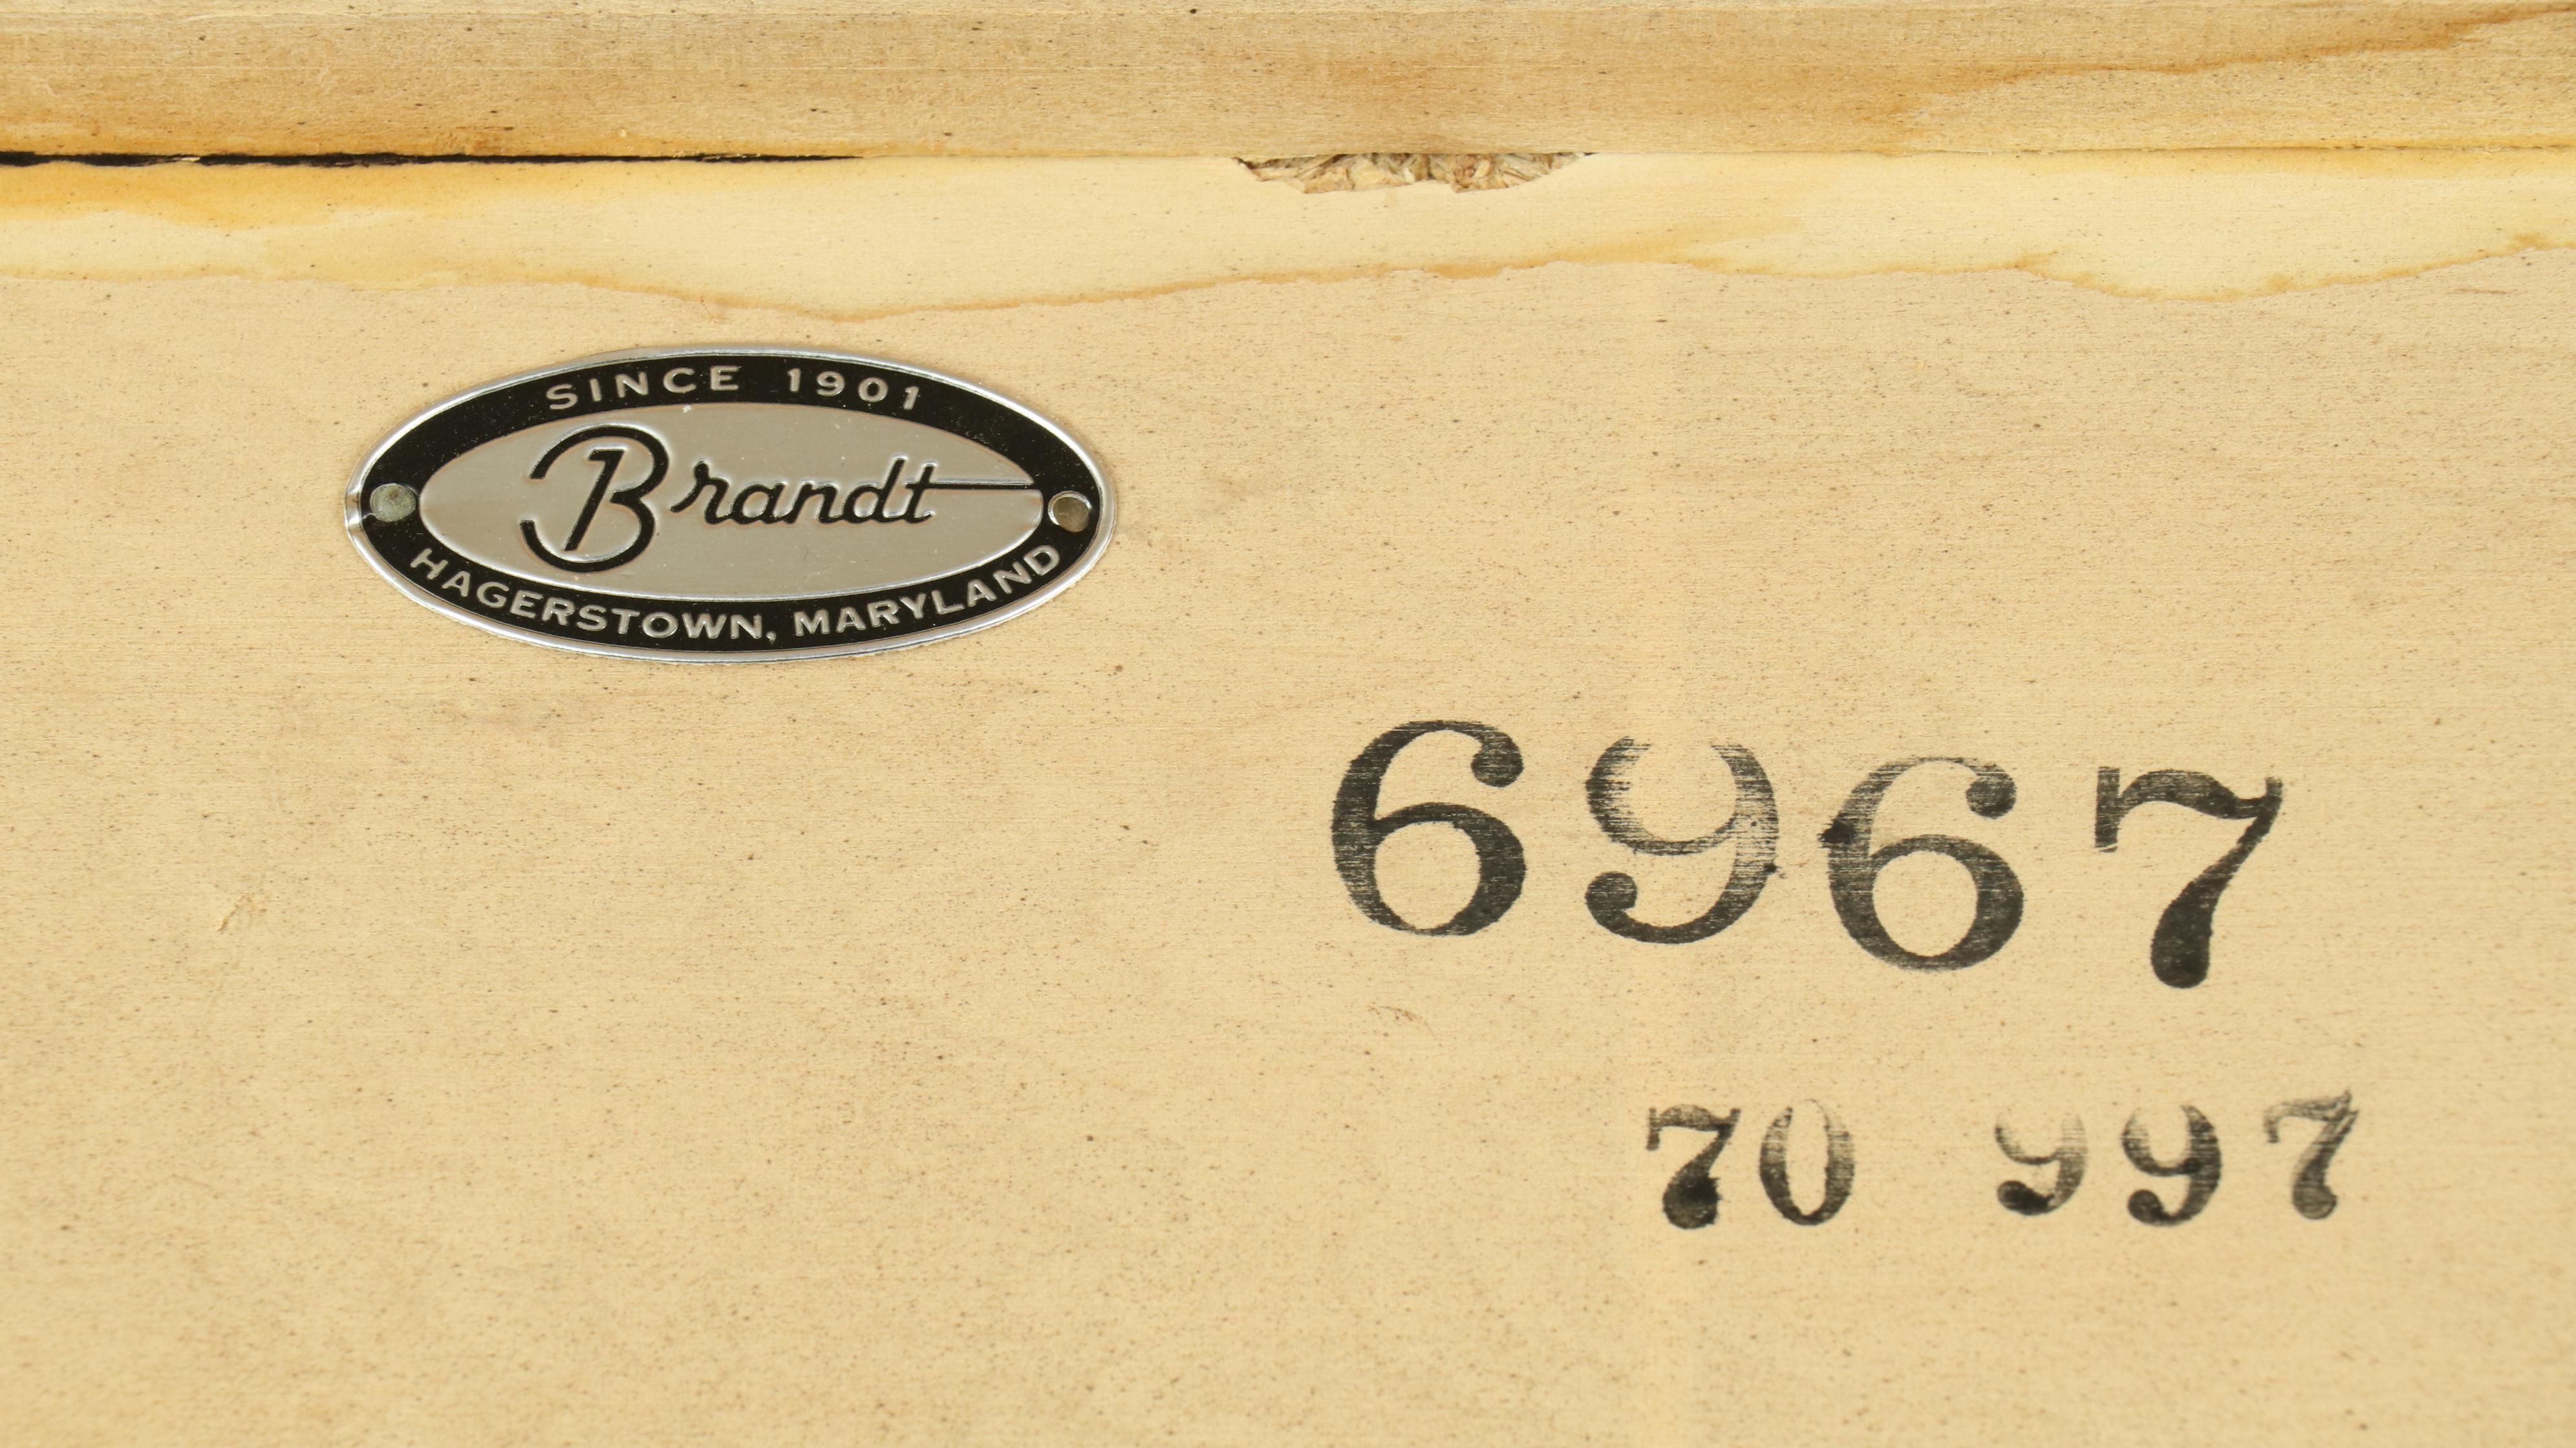 SINCE 1901
Brandt
HAGERSTOWN, MARYLAND
6967
70 997